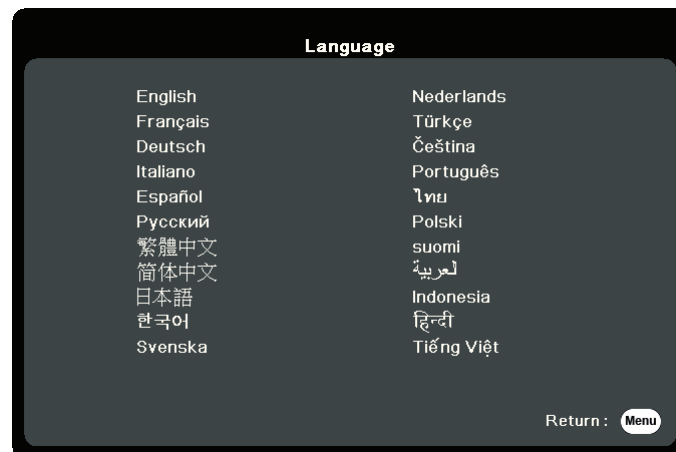 Language
English
Français
Deutsch
Italiano
Español
Русский
繁體中文
简体中文
日本語
한국어
Svenska
Nederlands
Türkçe
Čeština
Português
ไทย
Polski
suomi
العربية
Indonesia
हिन्दी
Tiếng Việt
Return : Menu